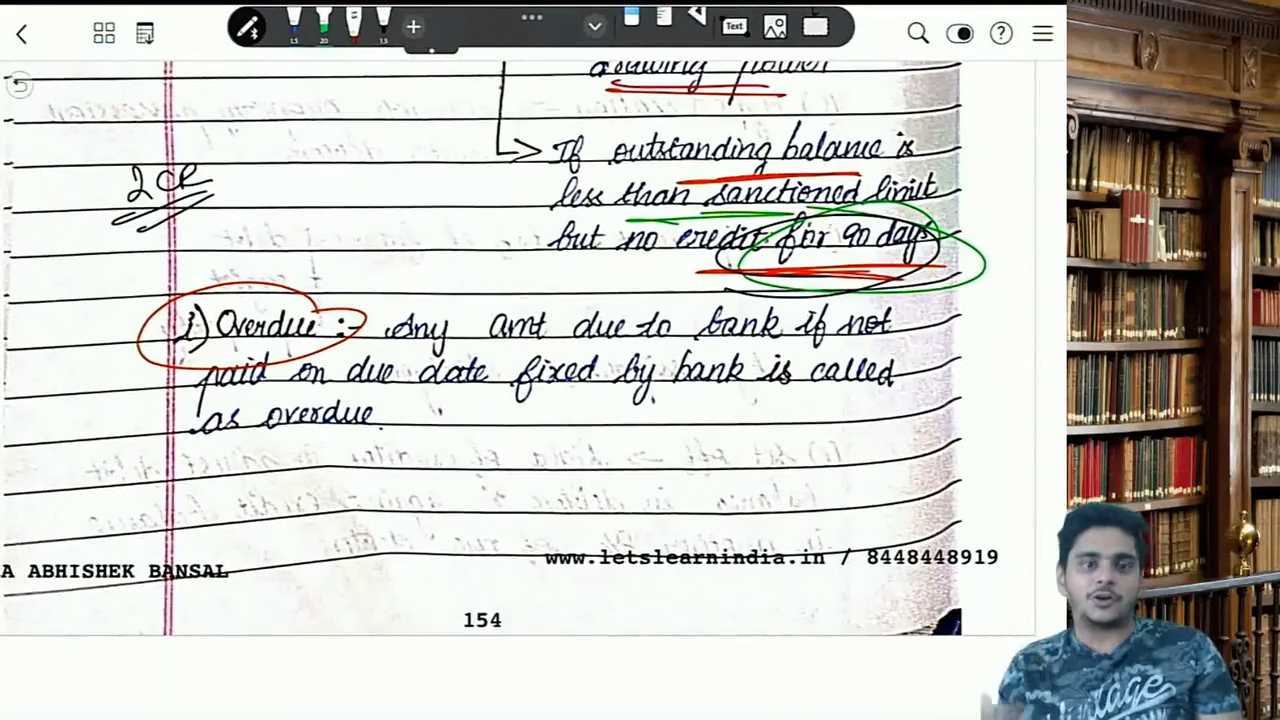 Text
drawing power
If outstanding balance is
2 CR
less than sanctioned limit
but no credit for 90 days
i) Overdue :- Any amt due to bank if not
paid on due date fixed by bank is called
as overdue.
www.letslearnindia.in / 8448448919
A ABHISHEK BANSAL
154